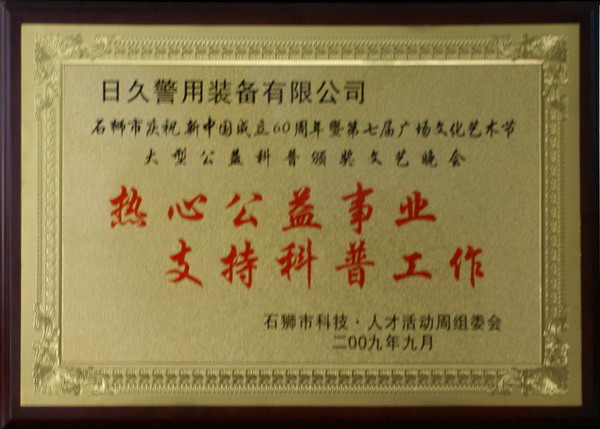 日久警用装备有限公司
石狮市庆祝新中国成立60周年暨第七届广场文化艺术节
大型公益科普颁奖文艺晚会
热心公益事业
支持科普工作
石狮市科技·人才活动周组委会
二00九年九月